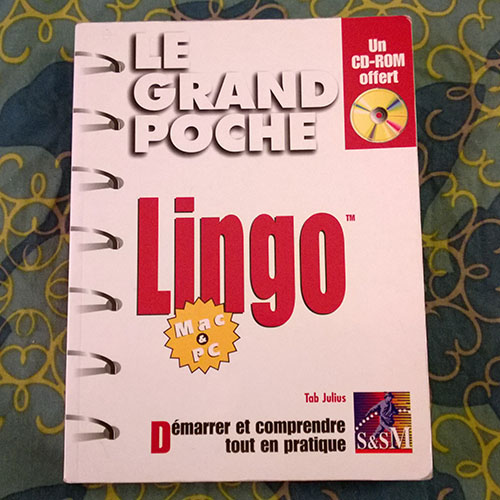 LE
GRAND
POCHE
Un
CD-ROM
offert
Lingo™
Mac
&
PC
Tab Julius
Démarrer et comprendre
tout en pratique
S&SM